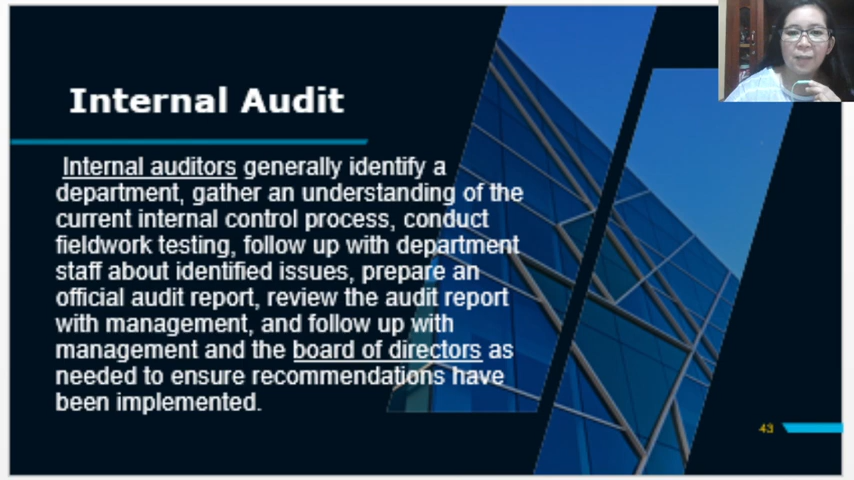 Internal Audit
Internal auditors generally identify a
department, gather an understanding of the
current internal control process, conduct
fieldwork testing, follow up with department
staff about identified issues, prepare an
official audit report, review the audit report
with management, and follow up with
management and the board of directors as
needed to ensure recommendations have
been implemented.
43